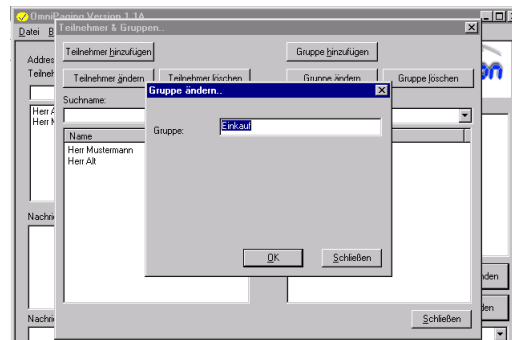 OmniPaging Version 1.1A
Datei
Teilnehmer & Gruppen..
Teilnehmer hinzufügen
Gruppe hinzufügen
Teilnehmer ändern
Teilnehmer löschen
Gruppe ändern
Gruppe löschen
Suchname:
Name
Herr Mustermann
Herr Alt
Gruppe ändern..
Gruppe:
Einkauf
OK
Schließen
Schließen